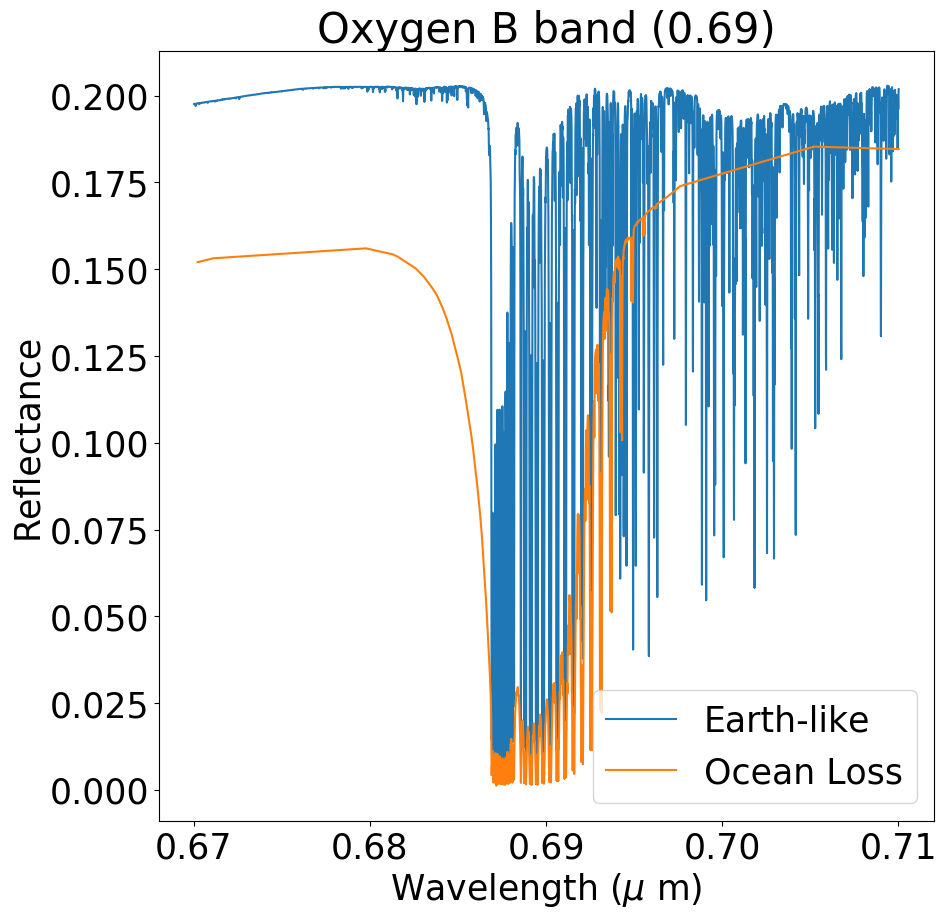 Oxygen B band (0.69)
Reflectance
0.200
0.175
0.150
0.125
0.100
0.075
0.050
0.025
0.000
Earth-like
Ocean Loss
0.67 0.68 0.69 0.70 0.71
Wavelength (μ m)